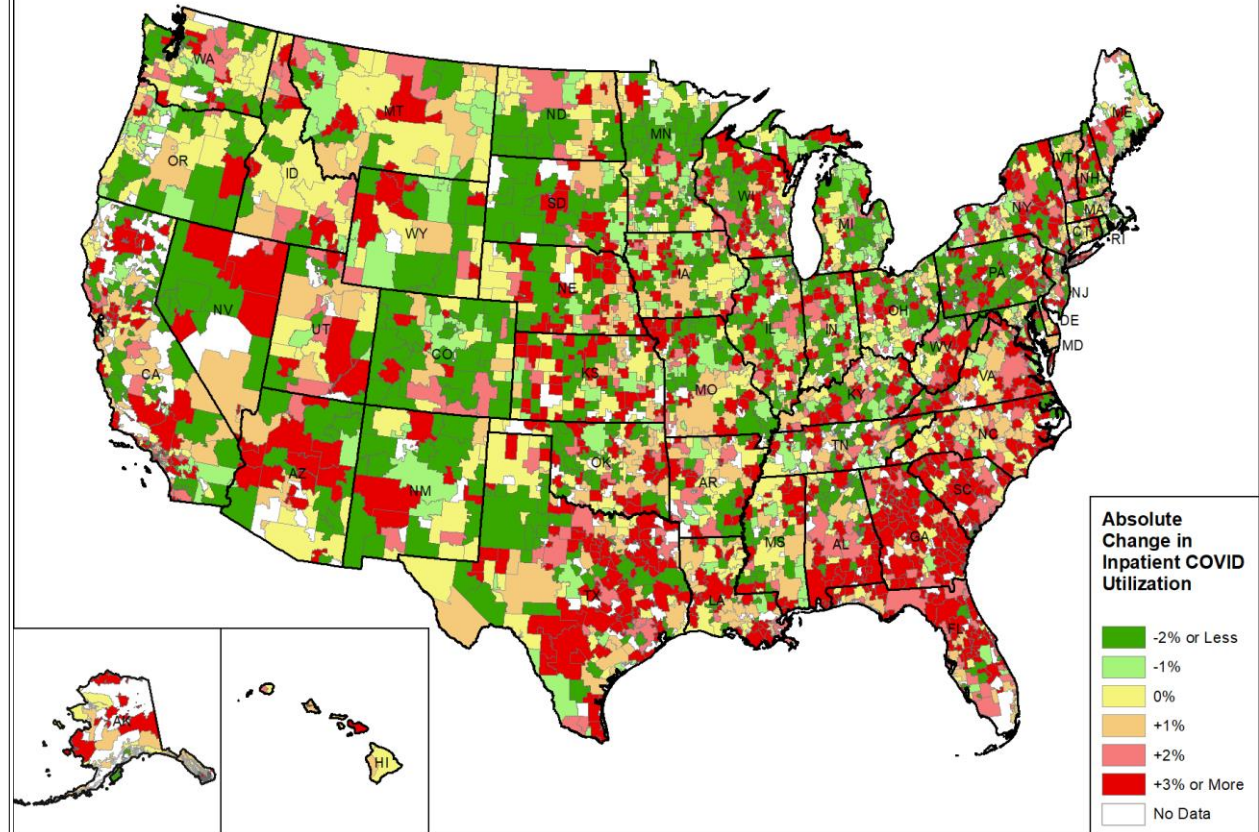 WA
MT
ND
MN
ME
OR
ID
SD
WI
VT
NH
NY
MA
WY
MI
CT
RI
IA
NE
PA
NV
NJ
UT
IL
IN
OH
DE
CO
WV
MD
CA
KS
MO
KY
VA
TN
NC
AZ
NM
OK
AR
SC
MS
AL
GA
TX
LA
FL
AK
HI
Absolute
Change in
Inpatient COVID
Utilization
-2% or Less
-1%
0%
+1%
+2%
+3% or More
No Data